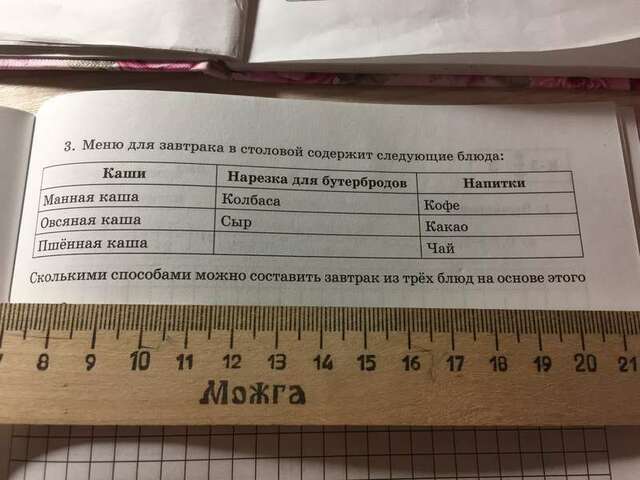 3. Меню для завтрака в столовой содержит следующие блюда:
Каши Нарезка для бутербродов Напитки
Манная каша Колбаса Кофе
Овсяная каша Сыр Какао
Пшённая каша Чай
Сколькими способами можно составить завтрак из трёх блюд на основе этого
7 8 9 10 11 12 13 14 15 16 17 18 19 20 21
Можга